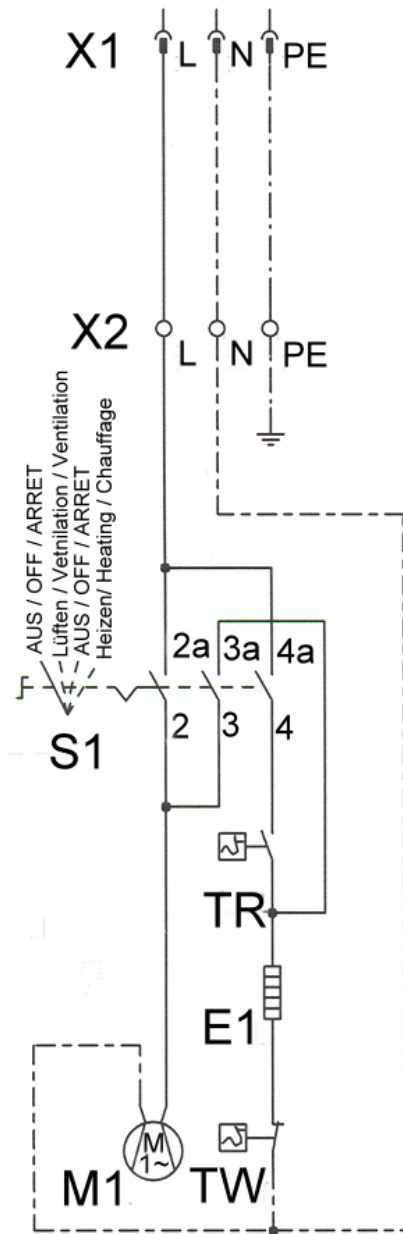 X1 L N PE
X2 L N PE
AUS / OFF / ARRET
Lüften / Vetnilation / Ventilation
AUS / OFF / ARRET
Heizen/ Heating / Chauffage
2a 3a 4a
S1 2 3 4
TR
E1
M
1~
M1 TW